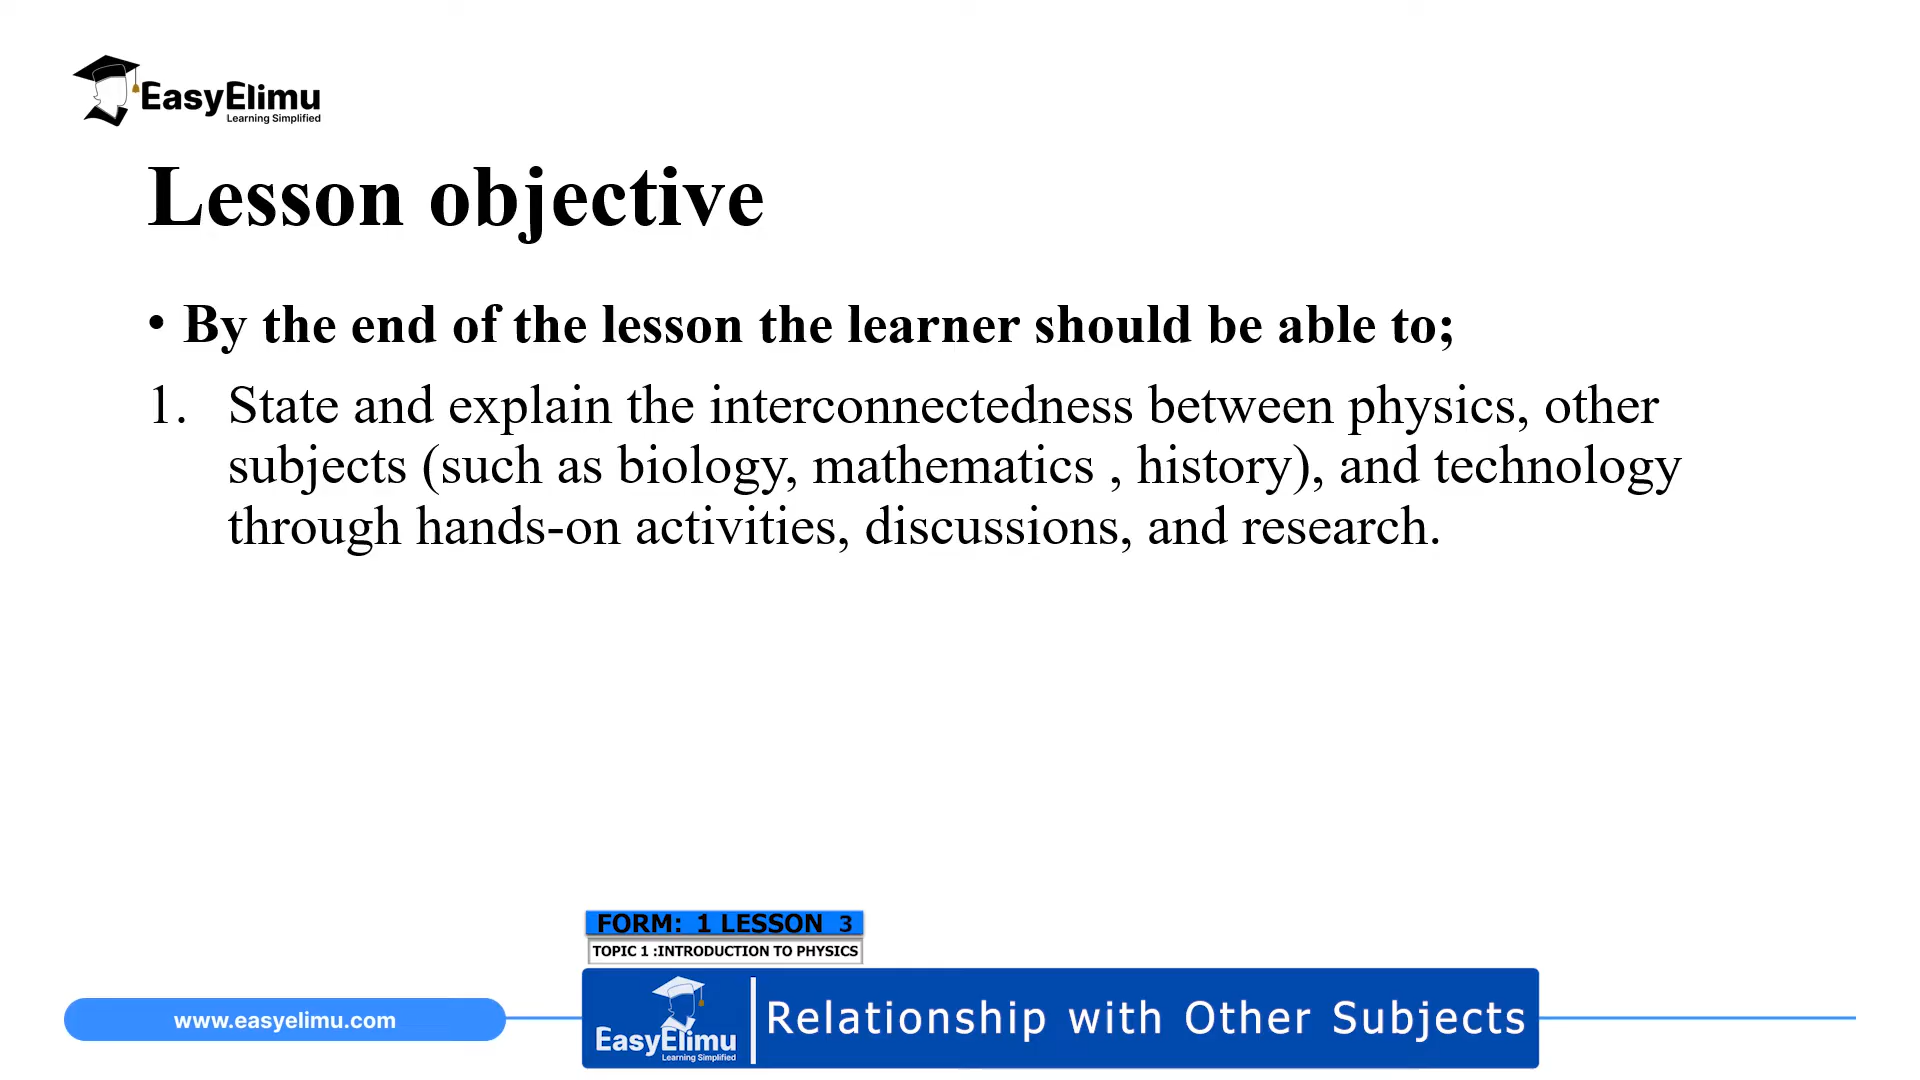 EasyElimu
Learning Simplified
Lesson objective
• By the end of the lesson the learner should be able to;
1. State and explain the interconnectedness between physics, other
subjects (such as biology, mathematics , history), and technology
through hands-on activities, discussions, and research.
FORM: 1 LESSON 3
TOPIC 1 :INTRODUCTION TO PHYSICS
www.easyelimu.com
EasyElimu
Learning Simplified
Relationship with Other Subjects